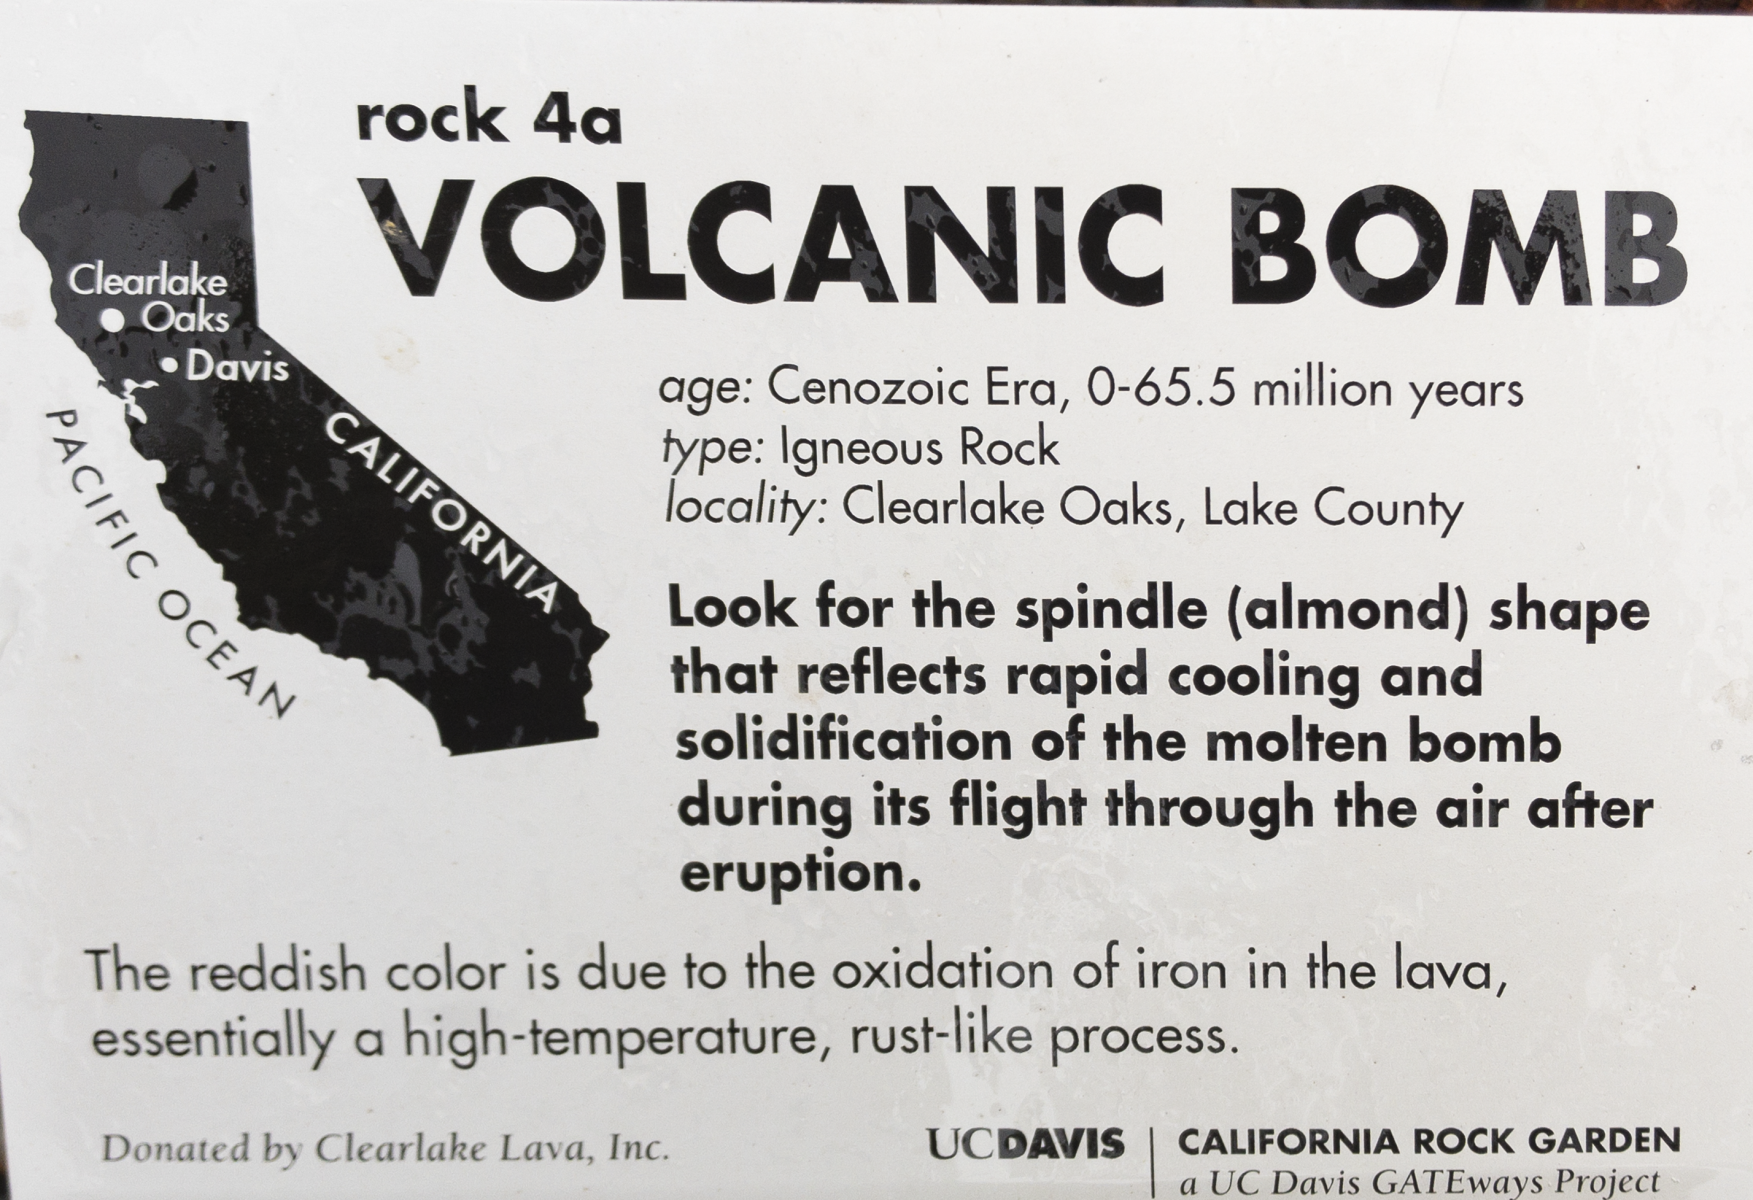 rock 4a
VOLCANIC BOMB
Clearlake
Oaks
Davis
CALIFORNIA
PACIFIC OCEAN
age: Cenozoic Era, 0-65.5 million years
type: Igneous Rock
locality: Clearlake Oaks, Lake County
Look for the spindle (almond) shape
that reflects rapid cooling and
solidification of the molten bomb
during its flight through the air after
eruption.
The reddish color is due to the oxidation of iron in the lava,
essentially a high-temperature, rust-like process.
Donated by Clearlake Lava, Inc.
UCDAVIS
CALIFORNIA ROCK GARDEN
a UC Davis GATEways Project